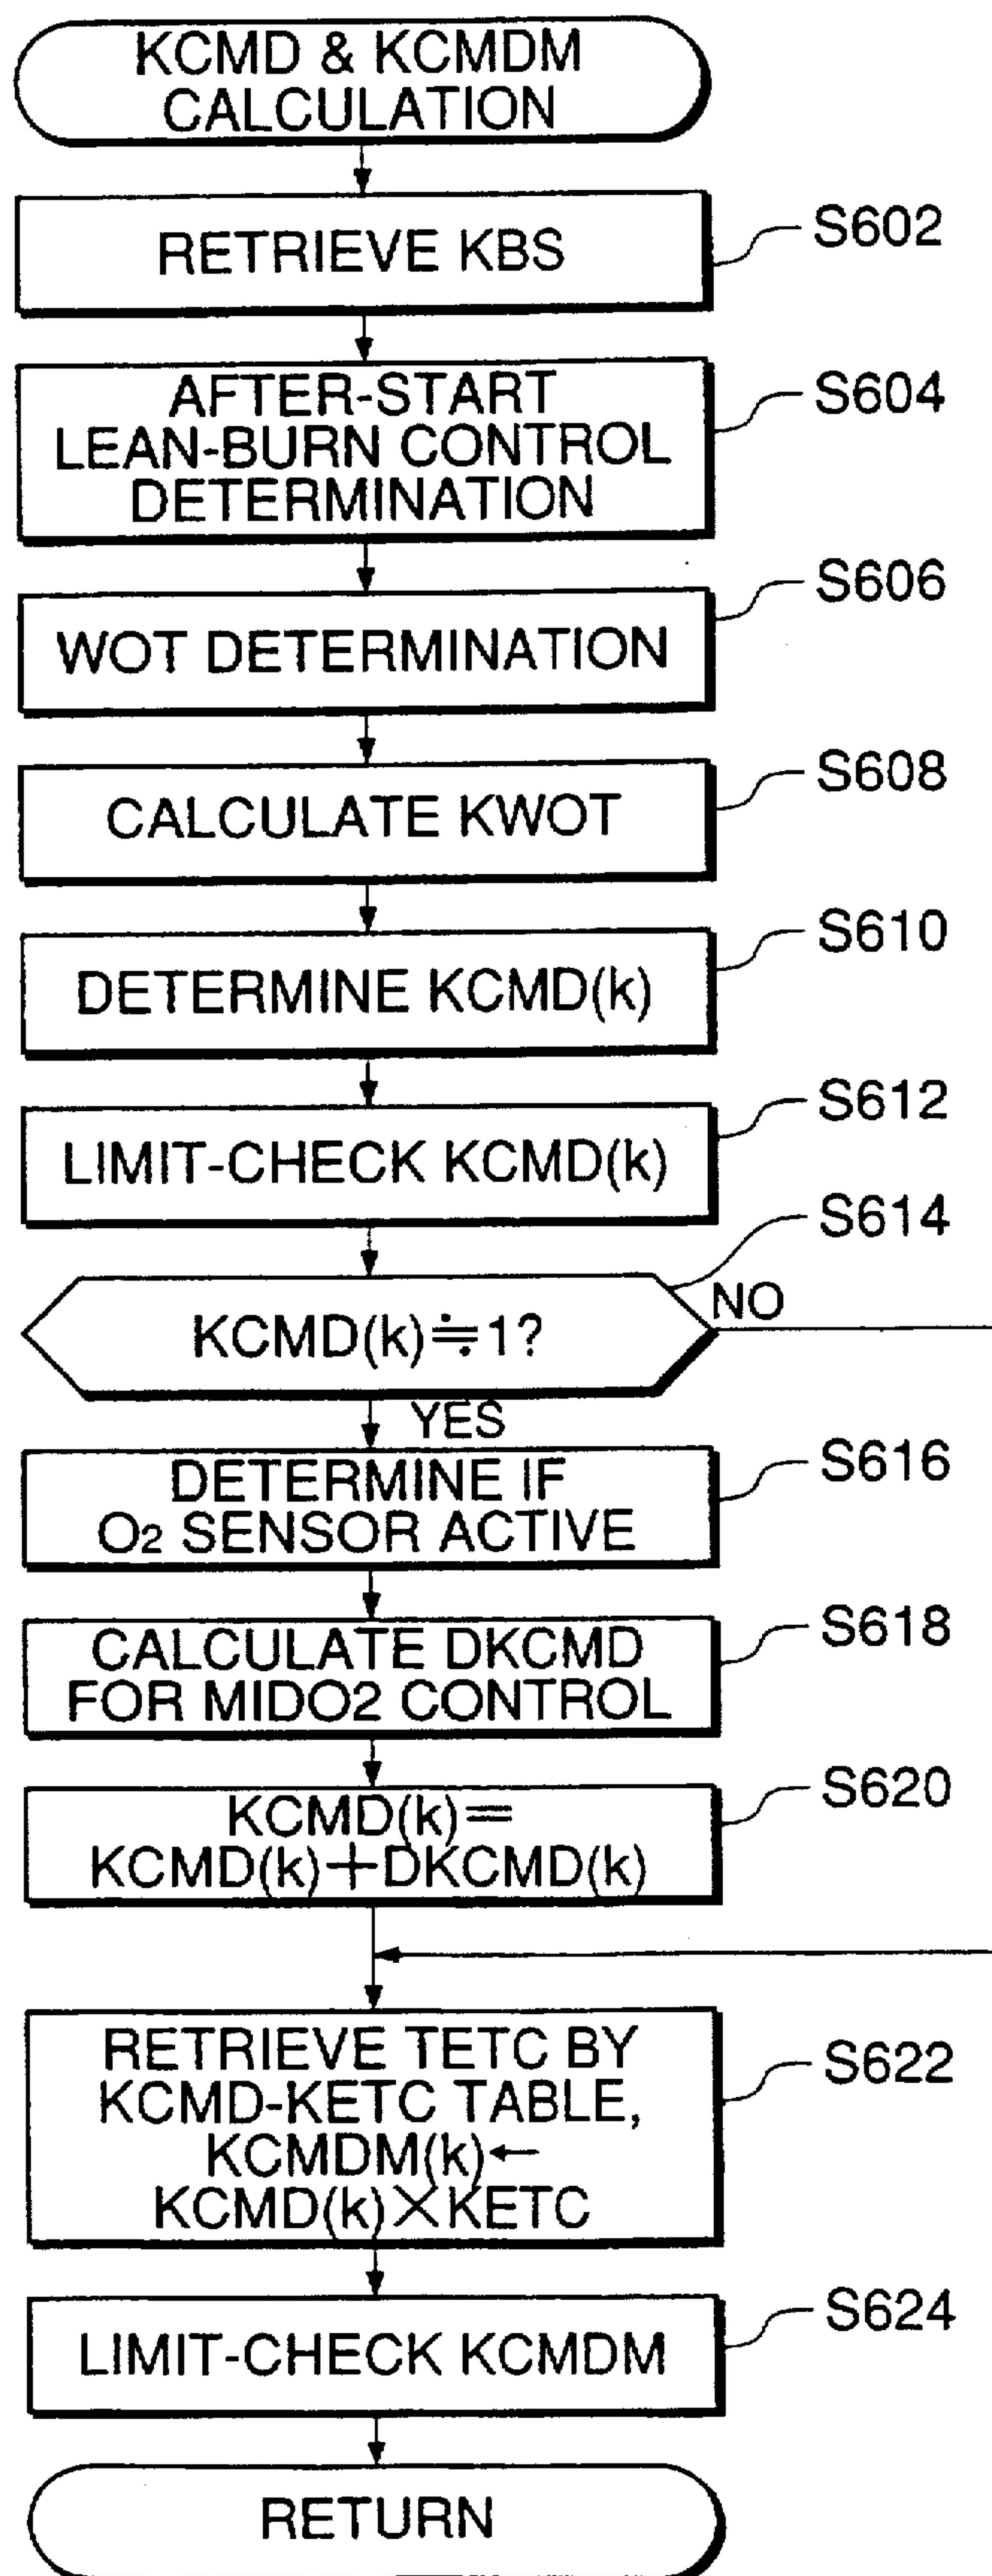 KCMD & KCMDM
CALCULATION
RETRIEVE KBS
S602
AFTER-START
LEAN-BURN CONTROL
DETERMINATION
S604
WOT DETERMINATION
S606
CALCULATE KWOT
S608
DETERMINE KCMD(k)
S610
LIMIT-CHECK KCMD(k)
S612
KCMD(k)≒1?
S614
NO
YES
DETERMINE IF
O2 SENSOR ACTIVE
S616
CALCULATE DKCMD
FOR MIDO2 CONTROL
S618
KCMD(k)=
KCMD(k)+DKCMD(k)
S620
RETRIEVE TETC BY
KCMD-KETC TABLE,
KCMDM(k)←
KCMD(k)×KETC
S622
LIMIT-CHECK KCMDM
S624
RETURN